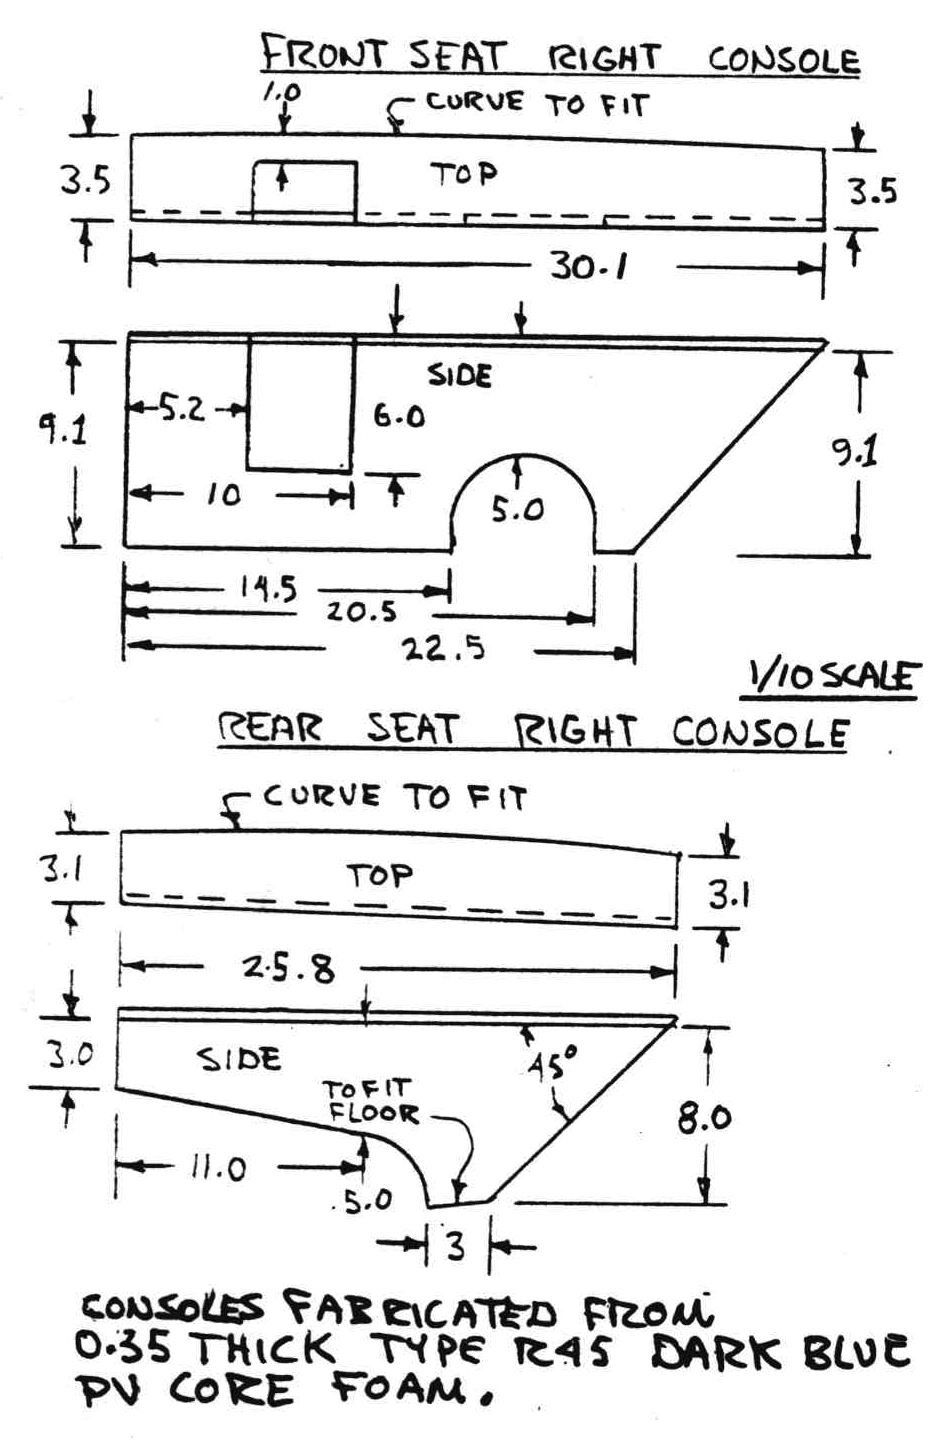 FRONT SEAT RIGHT CONSOLE
1.0
CURVE TO FIT
3.5
TOP
3.5
30.1
SIDE
5.2
6.0
9.1
9.1
10
5.0
14.5
20.5
22.5
1/10 SCALE
REAR SEAT RIGHT CONSOLE
CURVE TO FIT
3.1
TOP
3.1
25.8
3.0
SIDE
45°
TO FIT
FLOOR
8.0
11.0
5.0
3
CONSOLES FABRICATED FROM
0.35 THICK TYPE R45 DARK BLUE
PV CORE FOAM.